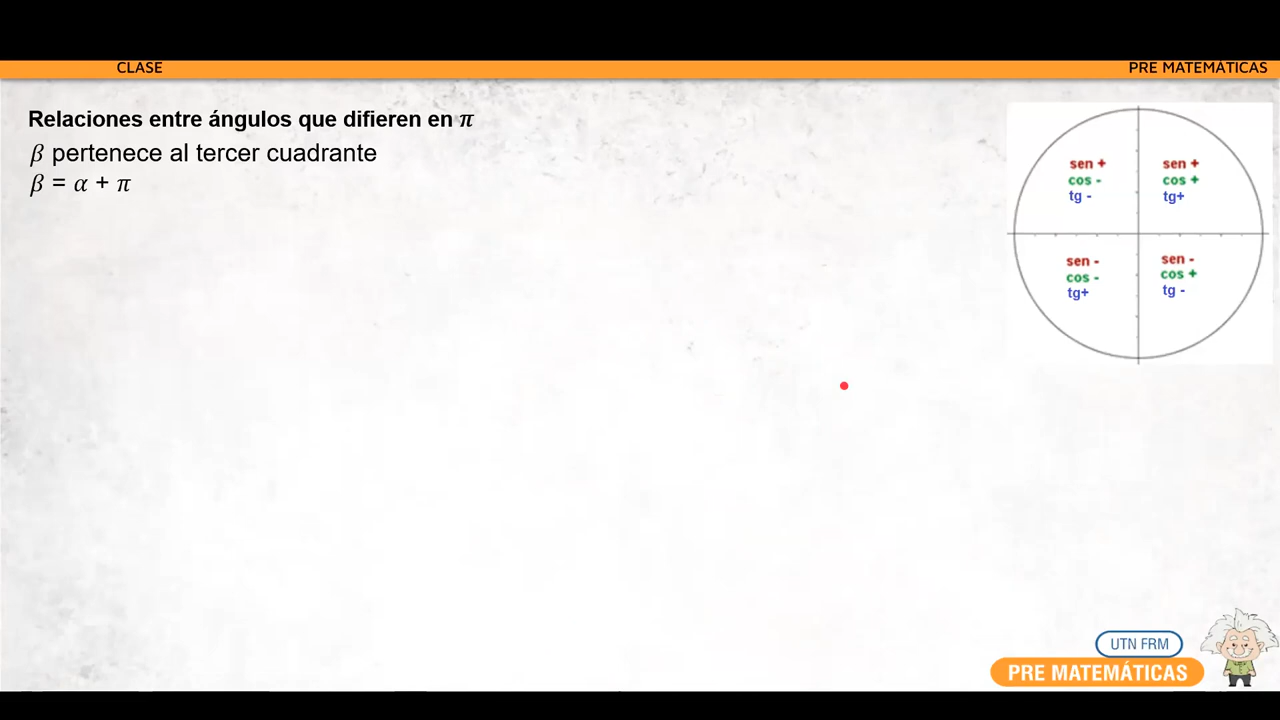 CLASE
PRE MATEMÁTICAS
Relaciones entre ángulos que difieren en π
β pertenece al tercer cuadrante
β = α + π
sen +
cos -
tg -
sen +
cos +
tg+
sen -
cos -
tg+
sen -
cos +
tg -
UTN FRM
PRE MATEMÁTICAS